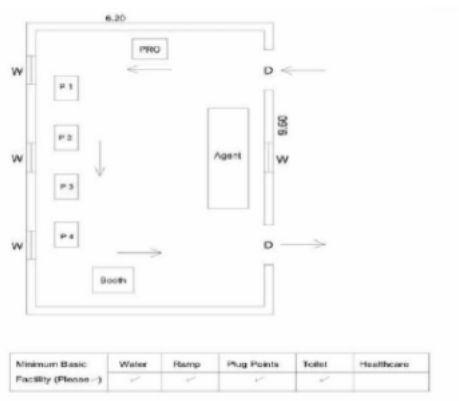 6.20
PRO
W
D
P 1
P 2
9.60
W
Agent
W
P 3
W
P 4
D
Booth
Minimum Basic Water Ramp Plug Points Toilet Healthcare
Facility (Please ✓) ✓ ✓ ✓ ✓